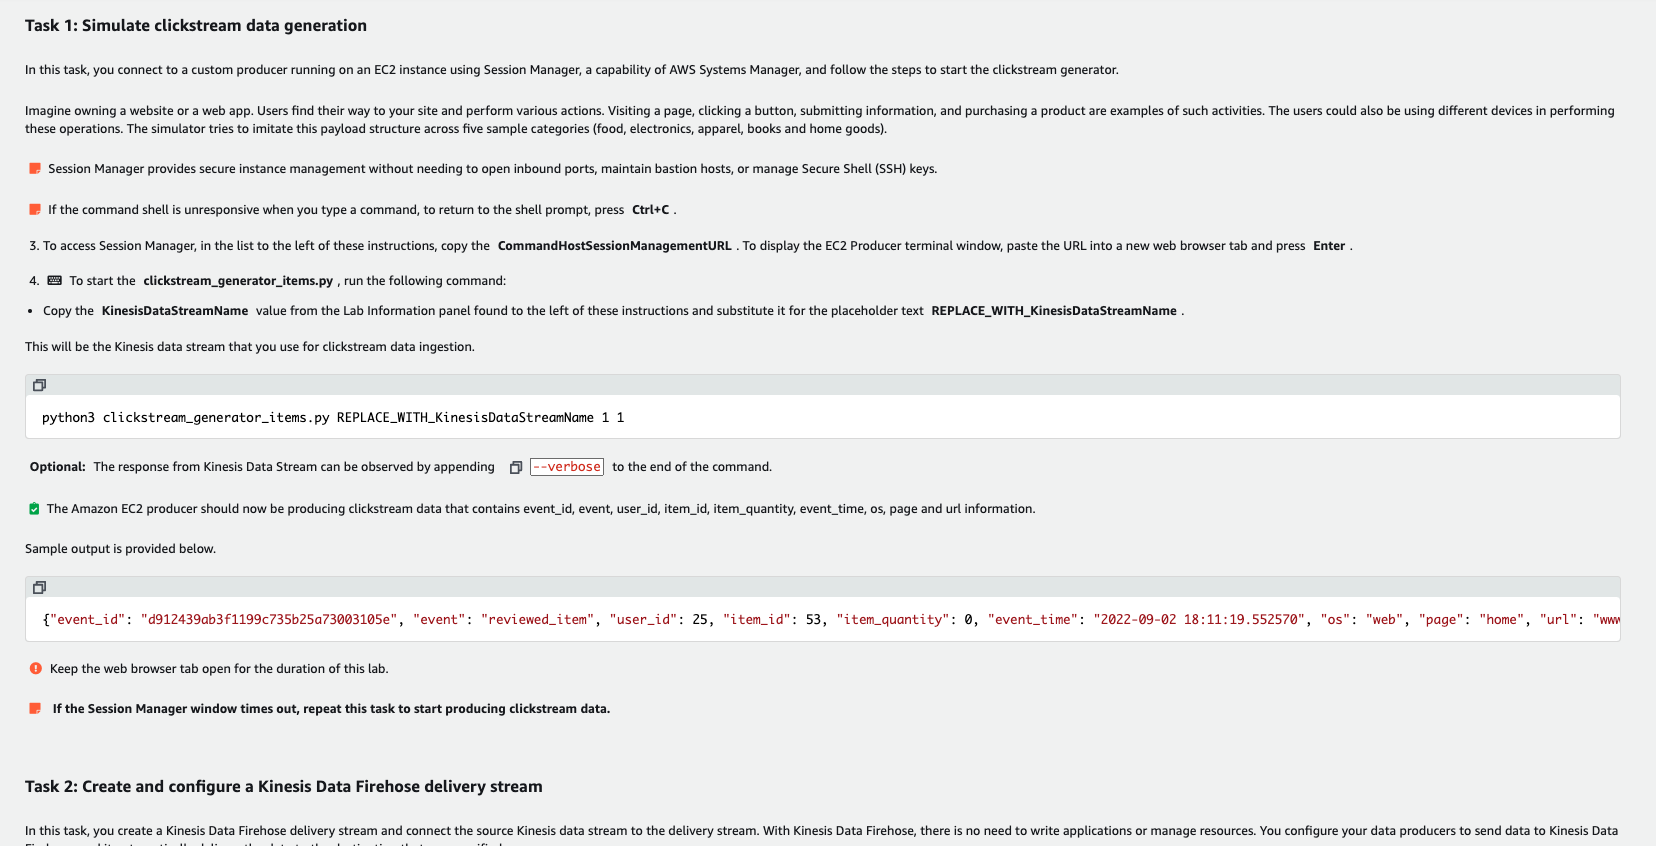 Task 1: Simulate clickstream data generation
In this task, you connect to a custom producer running on an EC2 instance using Session Manager, a capability of AWS Systems Manager, and follow the steps to start the clickstream generator.
Imagine owning a website or a web app. Users find their way to your site and perform various actions. Visiting a page, clicking a button, submitting information, and purchasing a product are examples of such activities. The users could also be using different devices in performing
these operations. The simulator tries to imitate this payload structure across five sample categories (food, electronics, apparel, books and home goods).
Session Manager provides secure instance management without needing to open inbound ports, maintain bastion hosts, or manage Secure Shell (SSH) keys.
If the command shell is unresponsive when you type a command, to return to the shell prompt, press Ctrl+C .
3. To access Session Manager, in the list to the left of these instructions, copy the CommandHostSessionManagementURL . To display the EC2 Producer terminal window, paste the URL into a new web browser tab and press Enter .
4. To start the clickstream_generator_items.py , run the following command:
• Copy the KinesisDataStreamName value from the Lab Information panel found to the left of these instructions and substitute it for the placeholder text REPLACE_WITH_KinesisDataStreamName .
This will be the Kinesis data stream that you use for clickstream data ingestion.
python3 clickstream_generator_items.py REPLACE_WITH_KinesisDataStreamName 1 1
Optional: The response from Kinesis Data Stream can be observed by appending --verbose to the end of the command.
The Amazon EC2 producer should now be producing clickstream data that contains event_id, event, user_id, item_id, item_quantity, event_time, os, page and url information.
Sample output is provided below.
{"event_id": "d912439ab3f1199c735b25a73003105e", "event": "reviewed_item", "user_id": 25, "item_id": 53, "item_quantity": 0, "event_time": "2022-09-02 18:11:19.552570", "os": "web", "page": "home", "url": "www
Keep the web browser tab open for the duration of this lab.
If the Session Manager window times out, repeat this task to start producing clickstream data.
Task 2: Create and configure a Kinesis Data Firehose delivery stream
In this task, you create a Kinesis Data Firehose delivery stream and connect the source Kinesis data stream to the delivery stream. With Kinesis Data Firehose, there is no need to write applications or manage resources. You configure your data producers to send data to Kinesis Data